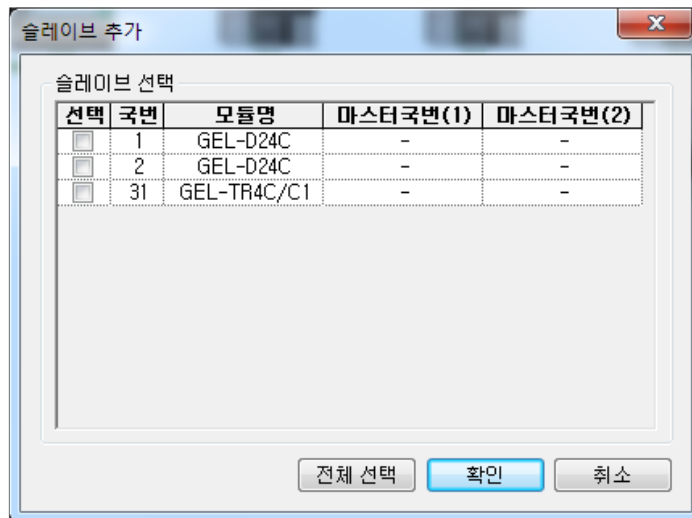 슬레이브 추가
슬레이브 선택
선택 국번 모듈명 마스터국번(1) 마스터국번(2)
1 GEL-D24C - -
2 GEL-D24C - -
31 GEL-TR4C/C1 - -
전체 선택 확인 취소